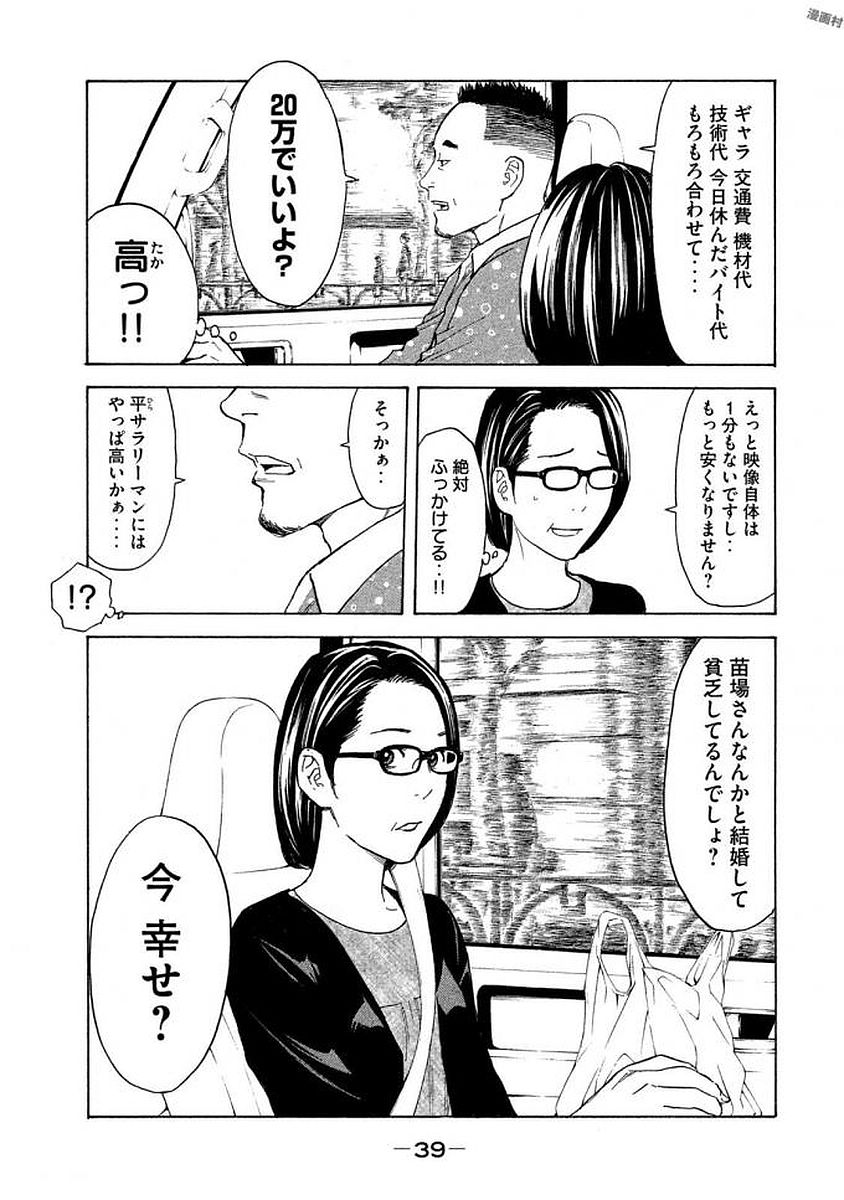 漫画村
ギャラ 交通費 機材代
技術代 今日休んだバイト代
もろもろ合わせて‥‥
20万でいいよ?
高っ!!
たか
えっと映像自体は
1分もないですし‥
もっと安くなりません?
絶対
ふっかけてる‥!!
そっかぁ‥
平サラリーマンには
ひら
やっぱ高いかぁ‥‥
!?
苗場さんなんかと結婚して
貧乏してるんでしょ?
今 幸せ?
—39—